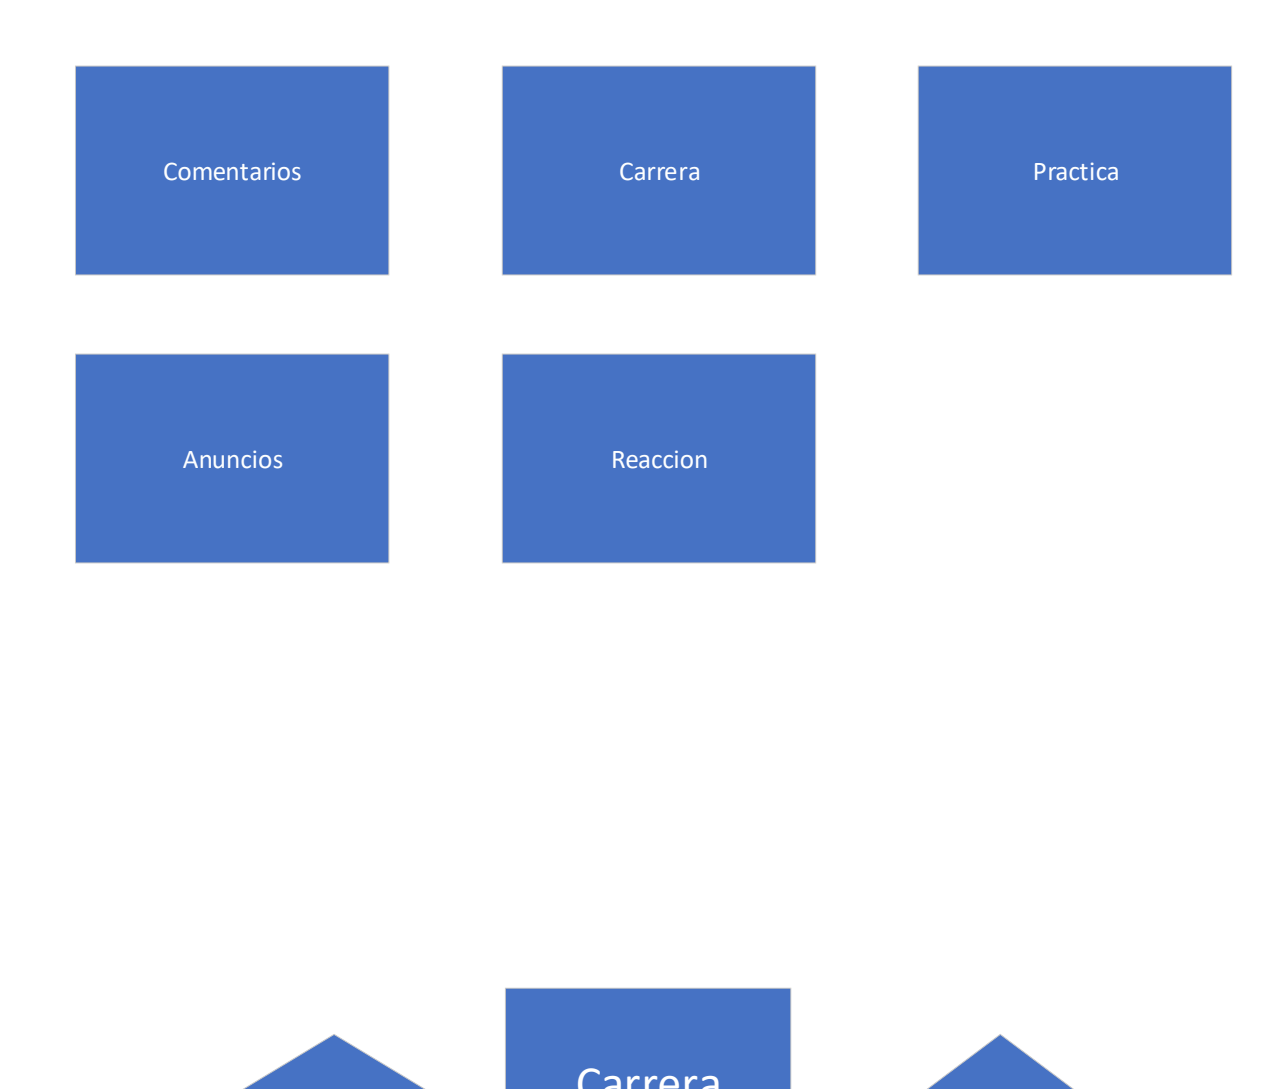 Comentarios
Carrera
Practica
Anuncios
Reaccion
Carrera